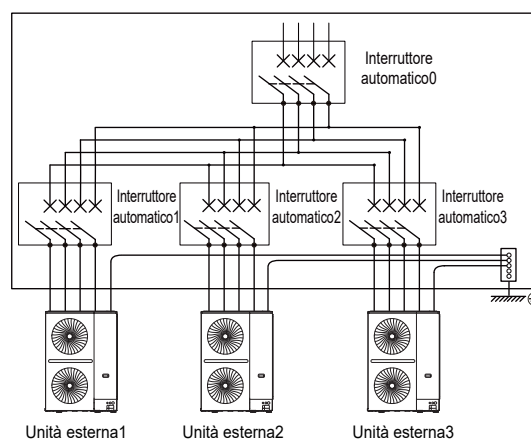 Interruttore
automatico0
Interruttore
automatico1
Interruttore
automatico2
Interruttore
automatico3
Unità esterna1
Unità esterna2
Unità esterna3